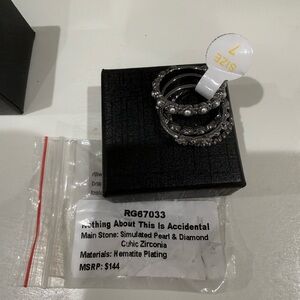 SIZE
7
RG67033
Nothing About This Is Accidental
Main Stone: Simulated Pearl & Diamond
Cubic Zirconia
Materials: Hematite Plating
MSRP: $144